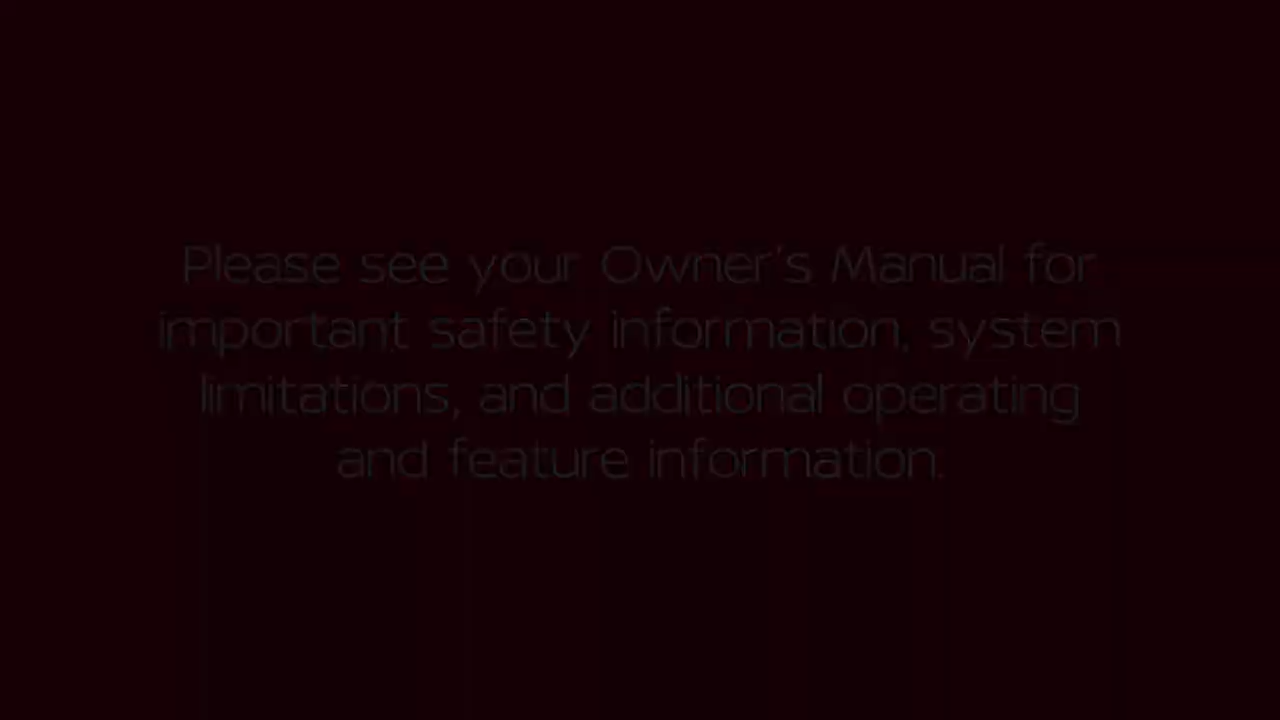 Please see your Owner's Manual for
important safety information, system
limitations, and additional operating
and feature information.